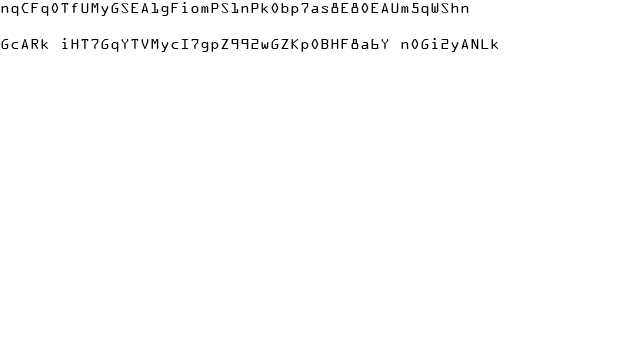 nqCFq0TfUMyGSEA1gFiomPS1nPk0bp7as8E80EAUm5qWShn
GcARk iHT7GqYTVMycI7gpZ992wGZKp0BHF8a6Y n0Gi2yANLk